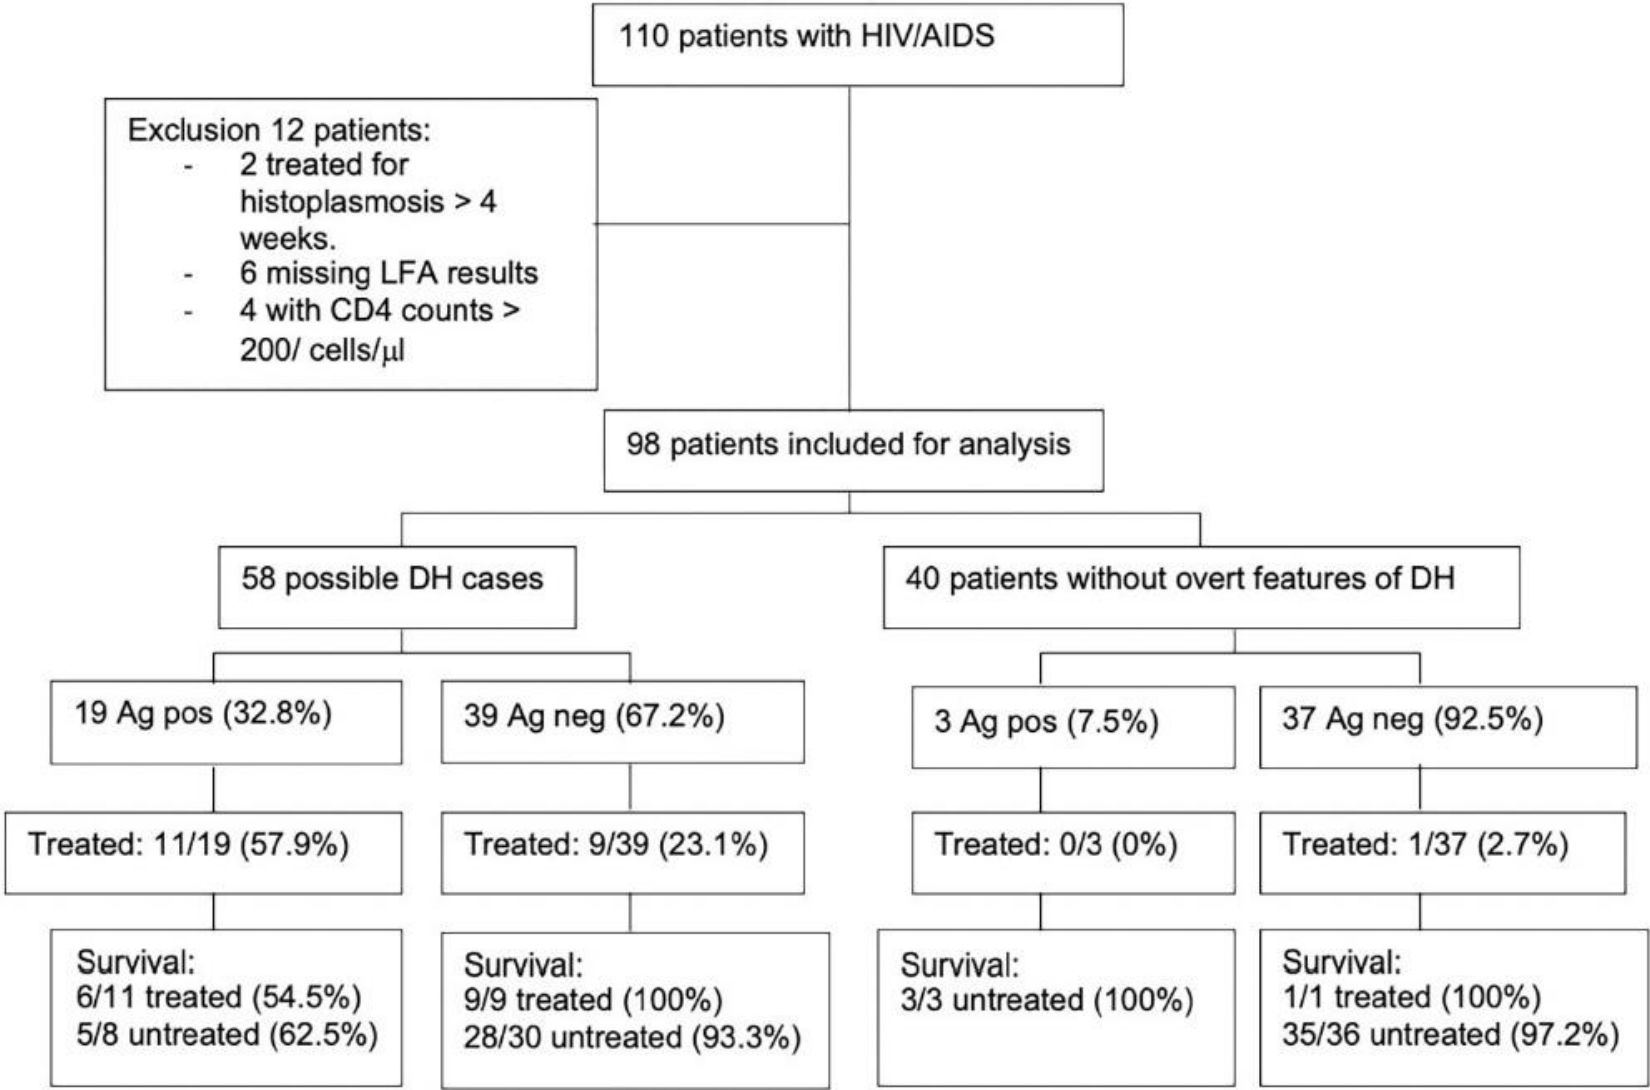 110 patients with HIV/AIDS
Exclusion 12 patients:
- 2 treated for
histoplasmosis > 4
weeks.
- 6 missing LFA results
- 4 with CD4 counts >
200/ cells/μl
98 patients included for analysis
58 possible DH cases
40 patients without overt features of DH
19 Ag pos (32.8%)
39 Ag neg (67.2%)
3 Ag pos (7.5%)
37 Ag neg (92.5%)
Treated: 11/19 (57.9%)
Treated: 9/39 (23.1%)
Treated: 0/3 (0%)
Treated: 1/37 (2.7%)
Survival:
6/11 treated (54.5%)
5/8 untreated (62.5%)
Survival:
9/9 treated (100%)
28/30 untreated (93.3%)
Survival:
3/3 untreated (100%)
Survival:
1/1 treated (100%)
35/36 untreated (97.2%)